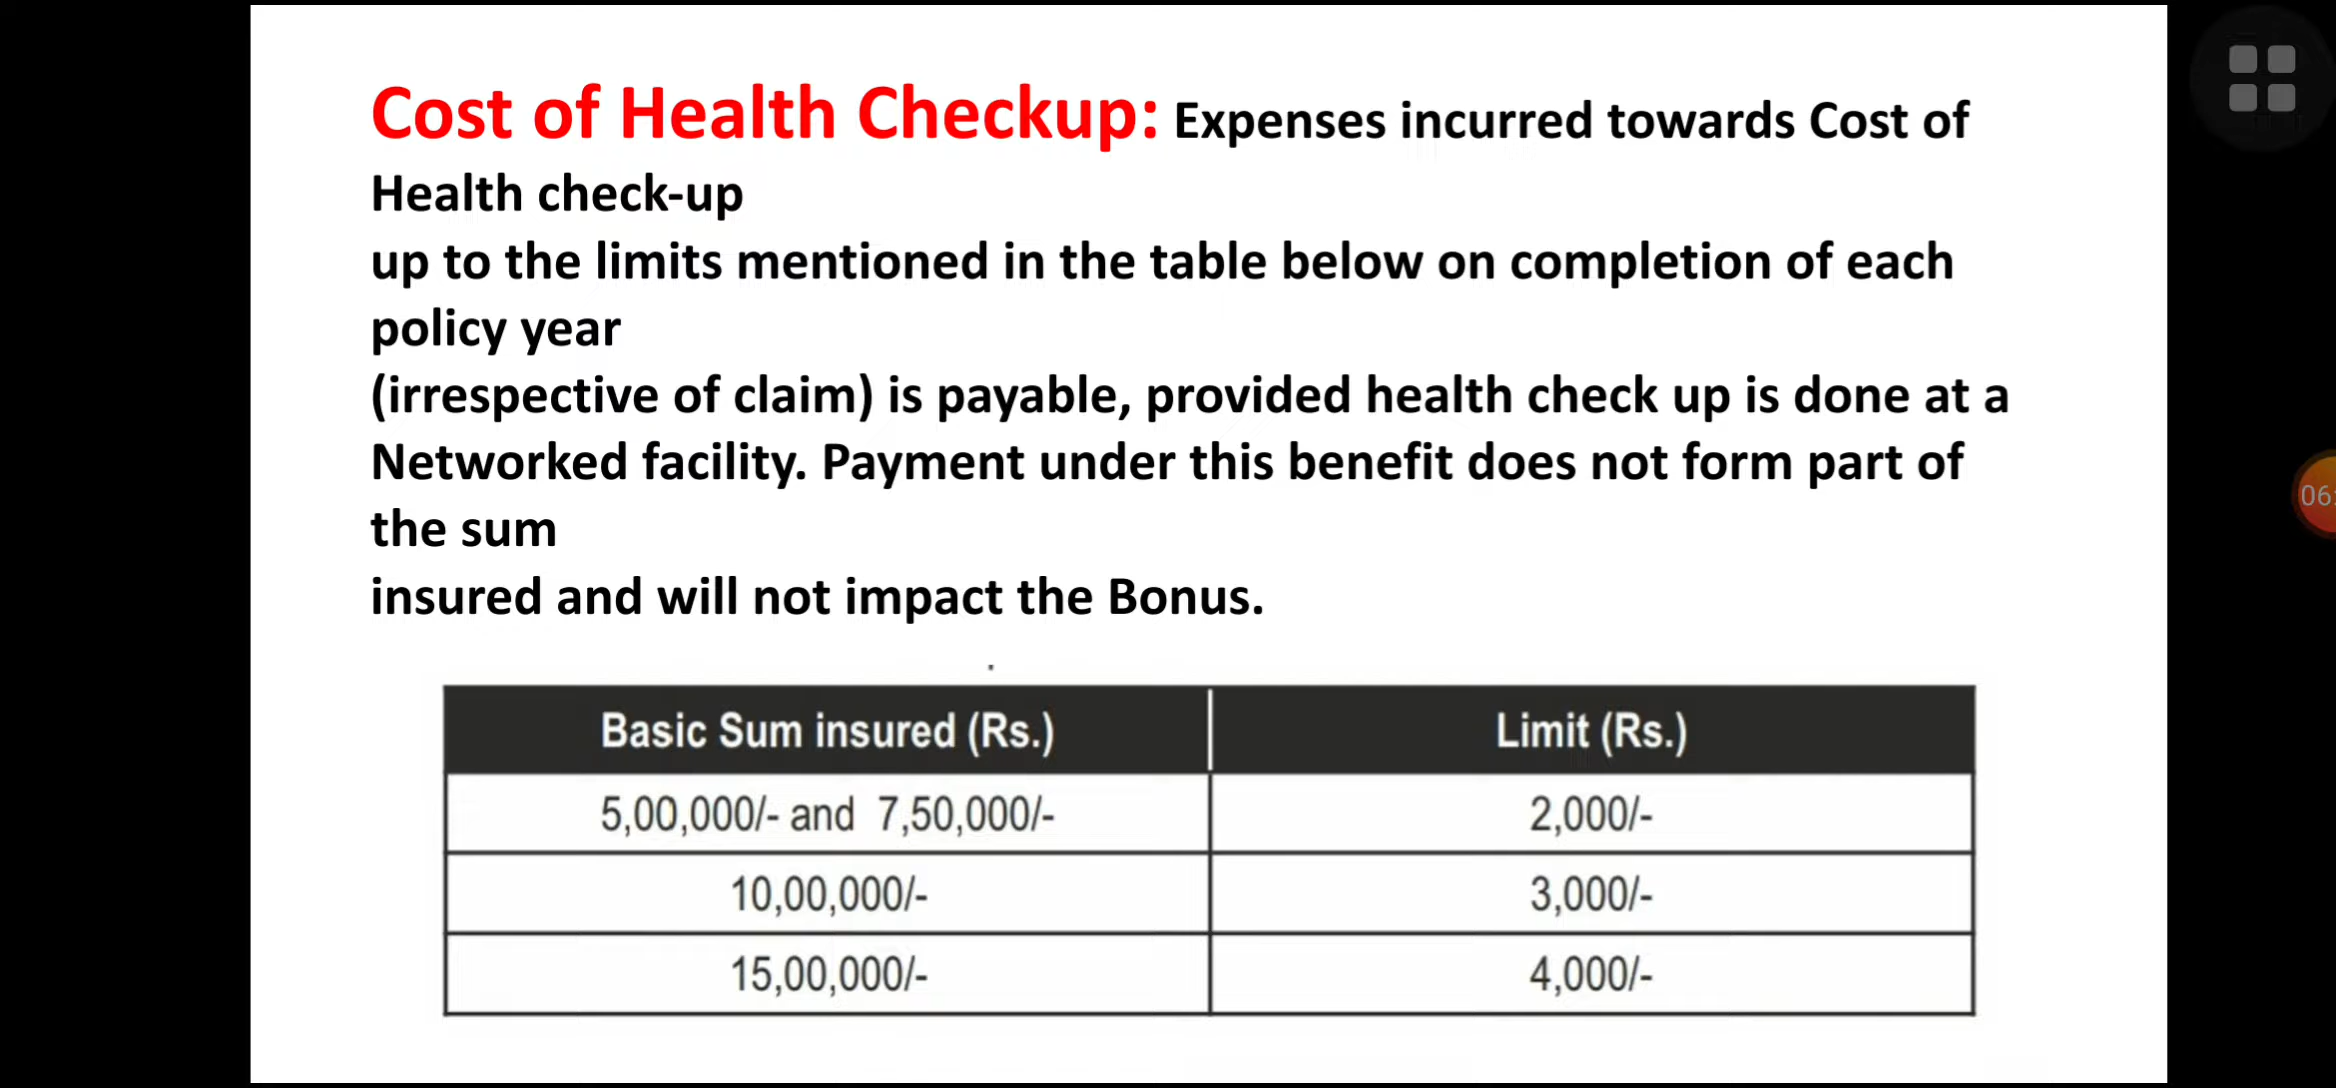 Cost of Health Checkup: Expenses incurred towards Cost of
Health check-up
up to the limits mentioned in the table below on completion of each
policy year
(irrespective of claim) is payable, provided health check up is done at a
Networked facility. Payment under this benefit does not form part of
the sum
insured and will not impact the Bonus.
Basic Sum insured (Rs.) Limit (Rs.)
5,00,000/- and 7,50,000/- 2,000/-
10,00,000/- 3,000/-
15,00,000/- 4,000/-
06: